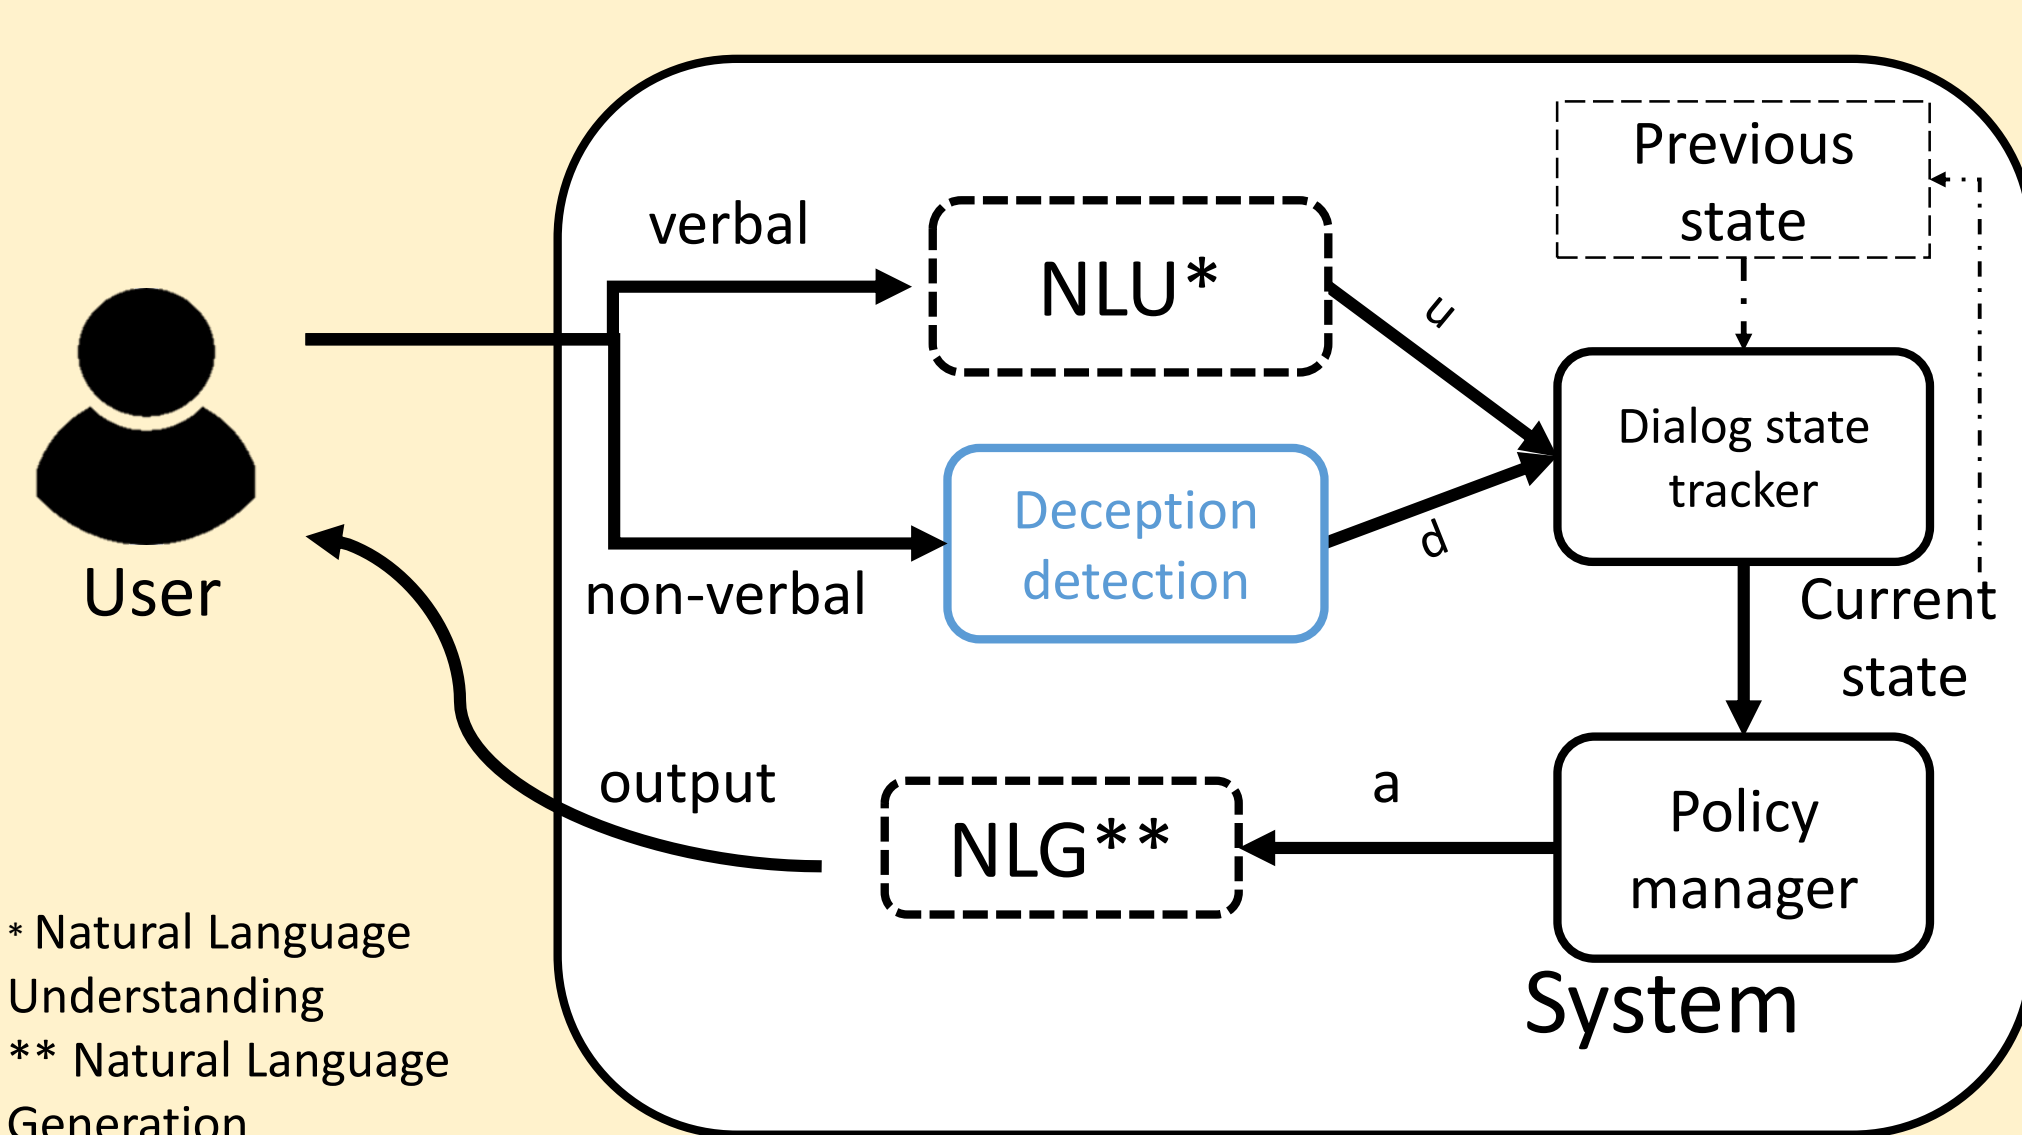 Previous
state
verbal
NLU*
u
Dialog state
tracker
Deception
detection
d
non-verbal
User
Current
state
output
NLG**
a
Policy
manager
System
* Natural Language
Understanding
** Natural Language
Generation